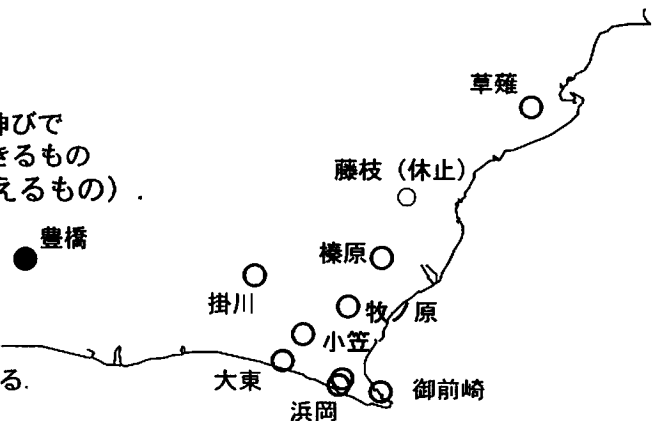 草薙
伸びで
きるもの
えるもの）.
藤枝（休止）
豊橋
榛原
掛川
牧ノ原
小笠
大東
る.
御前崎
浜岡